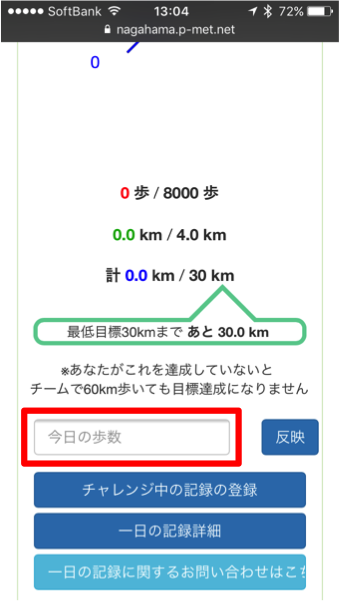 ●●●●● SoftBank 13:04 72%
nagahama.p-met.net
0
0 歩 / 8000 歩
0.0 km / 4.0 km
計 0.0 km / 30 km
最低目標30kmまで あと 30.0 km
※あなたがこれを達成していないと
チームで60km歩いても目標達成になりません
今日の歩数 反映
チャレンジ中の記録の登録
一日の記録詳細
一日の記録に関するお問い合わせはこ